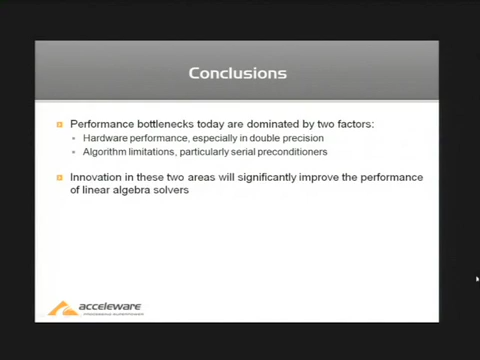 Conclusions
Performance bottlenecks today are dominated by two factors:
Hardware performance, especially in double precision
Algorithm limitations, particularly serial preconditioners
Innovation in these two areas will significantly improve the performance
of linear algebra solvers
acceleware